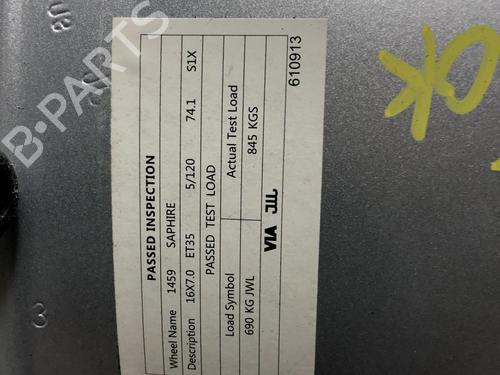 PASSED INSPECTION
Wheel Name 1459 SAPHIRE
Description 16X7.0 ET35 5/120 74.1 S1X
PASSED TEST LOAD
Load Symbol Actual Test Load
690 KG JWL 845 KGS
VIA JWL
610913
OK
3
B-PARTS